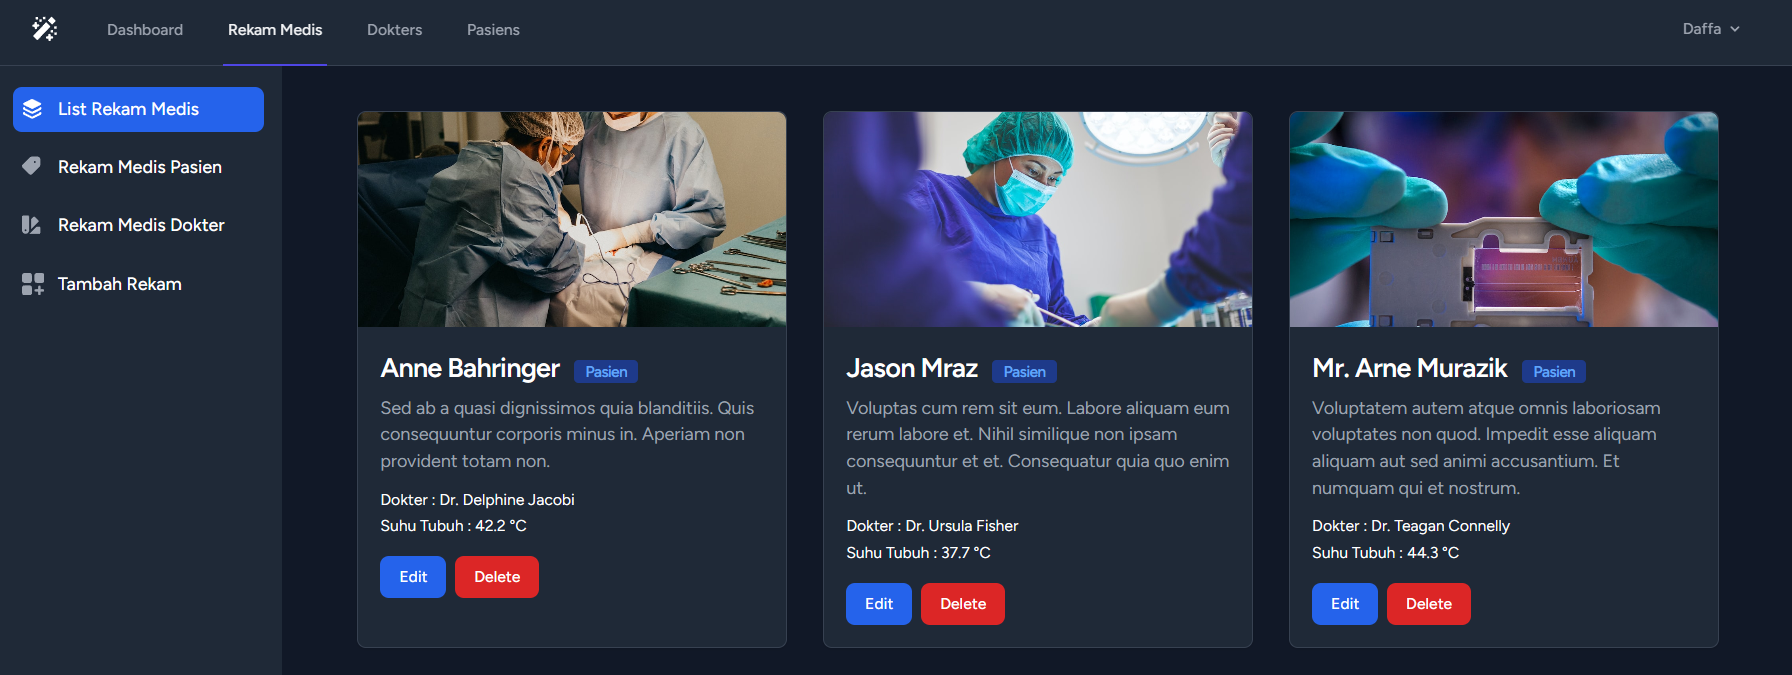 Dashboard
Rekam Medis
Dokters
Pasiens
Daffa
List Rekam Medis
Rekam Medis Pasien
Rekam Medis Dokter
Tambah Rekam
Anne Bahringer Pasien
Sed ab a quasi dignissimos quia blanditiis. Quis
consequuntur corporis minus in. Aperiam non
provident totam non.
Dokter : Dr. Delphine Jacobi
Suhu Tubuh : 42.2 °C
Edit
Delete
Jason Mraz Pasien
Voluptas cum rem sit eum. Labore aliquam eum
rerum labore et. Nihil similique non ipsam
consequuntur et et. Consequatur quia quo enim
ut.
Dokter : Dr. Ursula Fisher
Suhu Tubuh : 37.7 °C
Edit
Delete
Mr. Arne Murazik Pasien
Voluptatem autem atque omnis laboriosam
voluptates non quod. Impedit esse aliquam
aliquam aut sed animi accusantium. Et
numquam qui et nostrum.
Dokter : Dr. Teagan Connelly
Suhu Tubuh : 44.3 °C
Edit
Delete